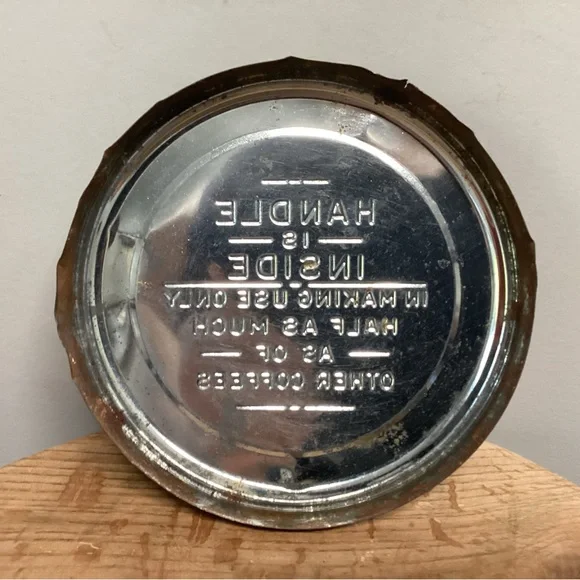 HANDLE
IS
INSIDE
IN MAKING USE ONLY
HALF AS MUCH
AS OF
OTHER COFFEES